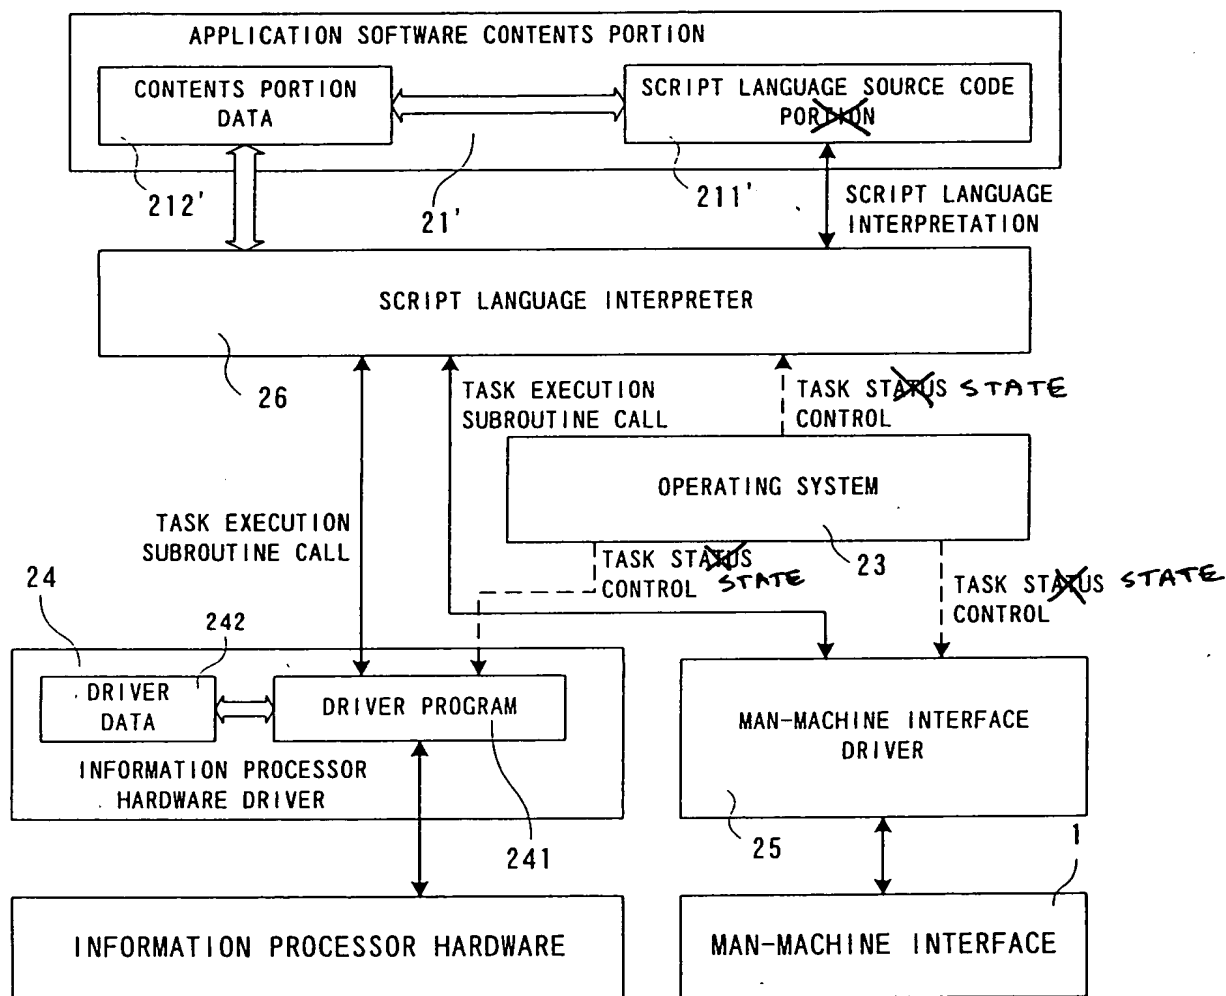 APPLICATION SOFTWARE CONTENTS PORTION
CONTENTS PORTION
DATA
SCRIPT LANGUAGE SOURCE CODE
PORTION
212'
21'
211'
SCRIPT LANGUAGE
INTERPRETATION
SCRIPT LANGUAGE INTERPRETER
26
TASK EXECUTION
SUBROUTINE CALL
TASK STATUS STATE
CONTROL
OPERATING SYSTEM
TASK EXECUTION
SUBROUTINE CALL
23
TASK STATUS
CONTROL STATE
TASK STATUS STATE
CONTROL
24
242
DRIVER
DATA
DRIVER PROGRAM
MAN-MACHINE INTERFACE
DRIVER
INFORMATION PROCESSOR
HARDWARE DRIVER
241
25
1
INFORMATION PROCESSOR HARDWARE
MAN-MACHINE INTERFACE